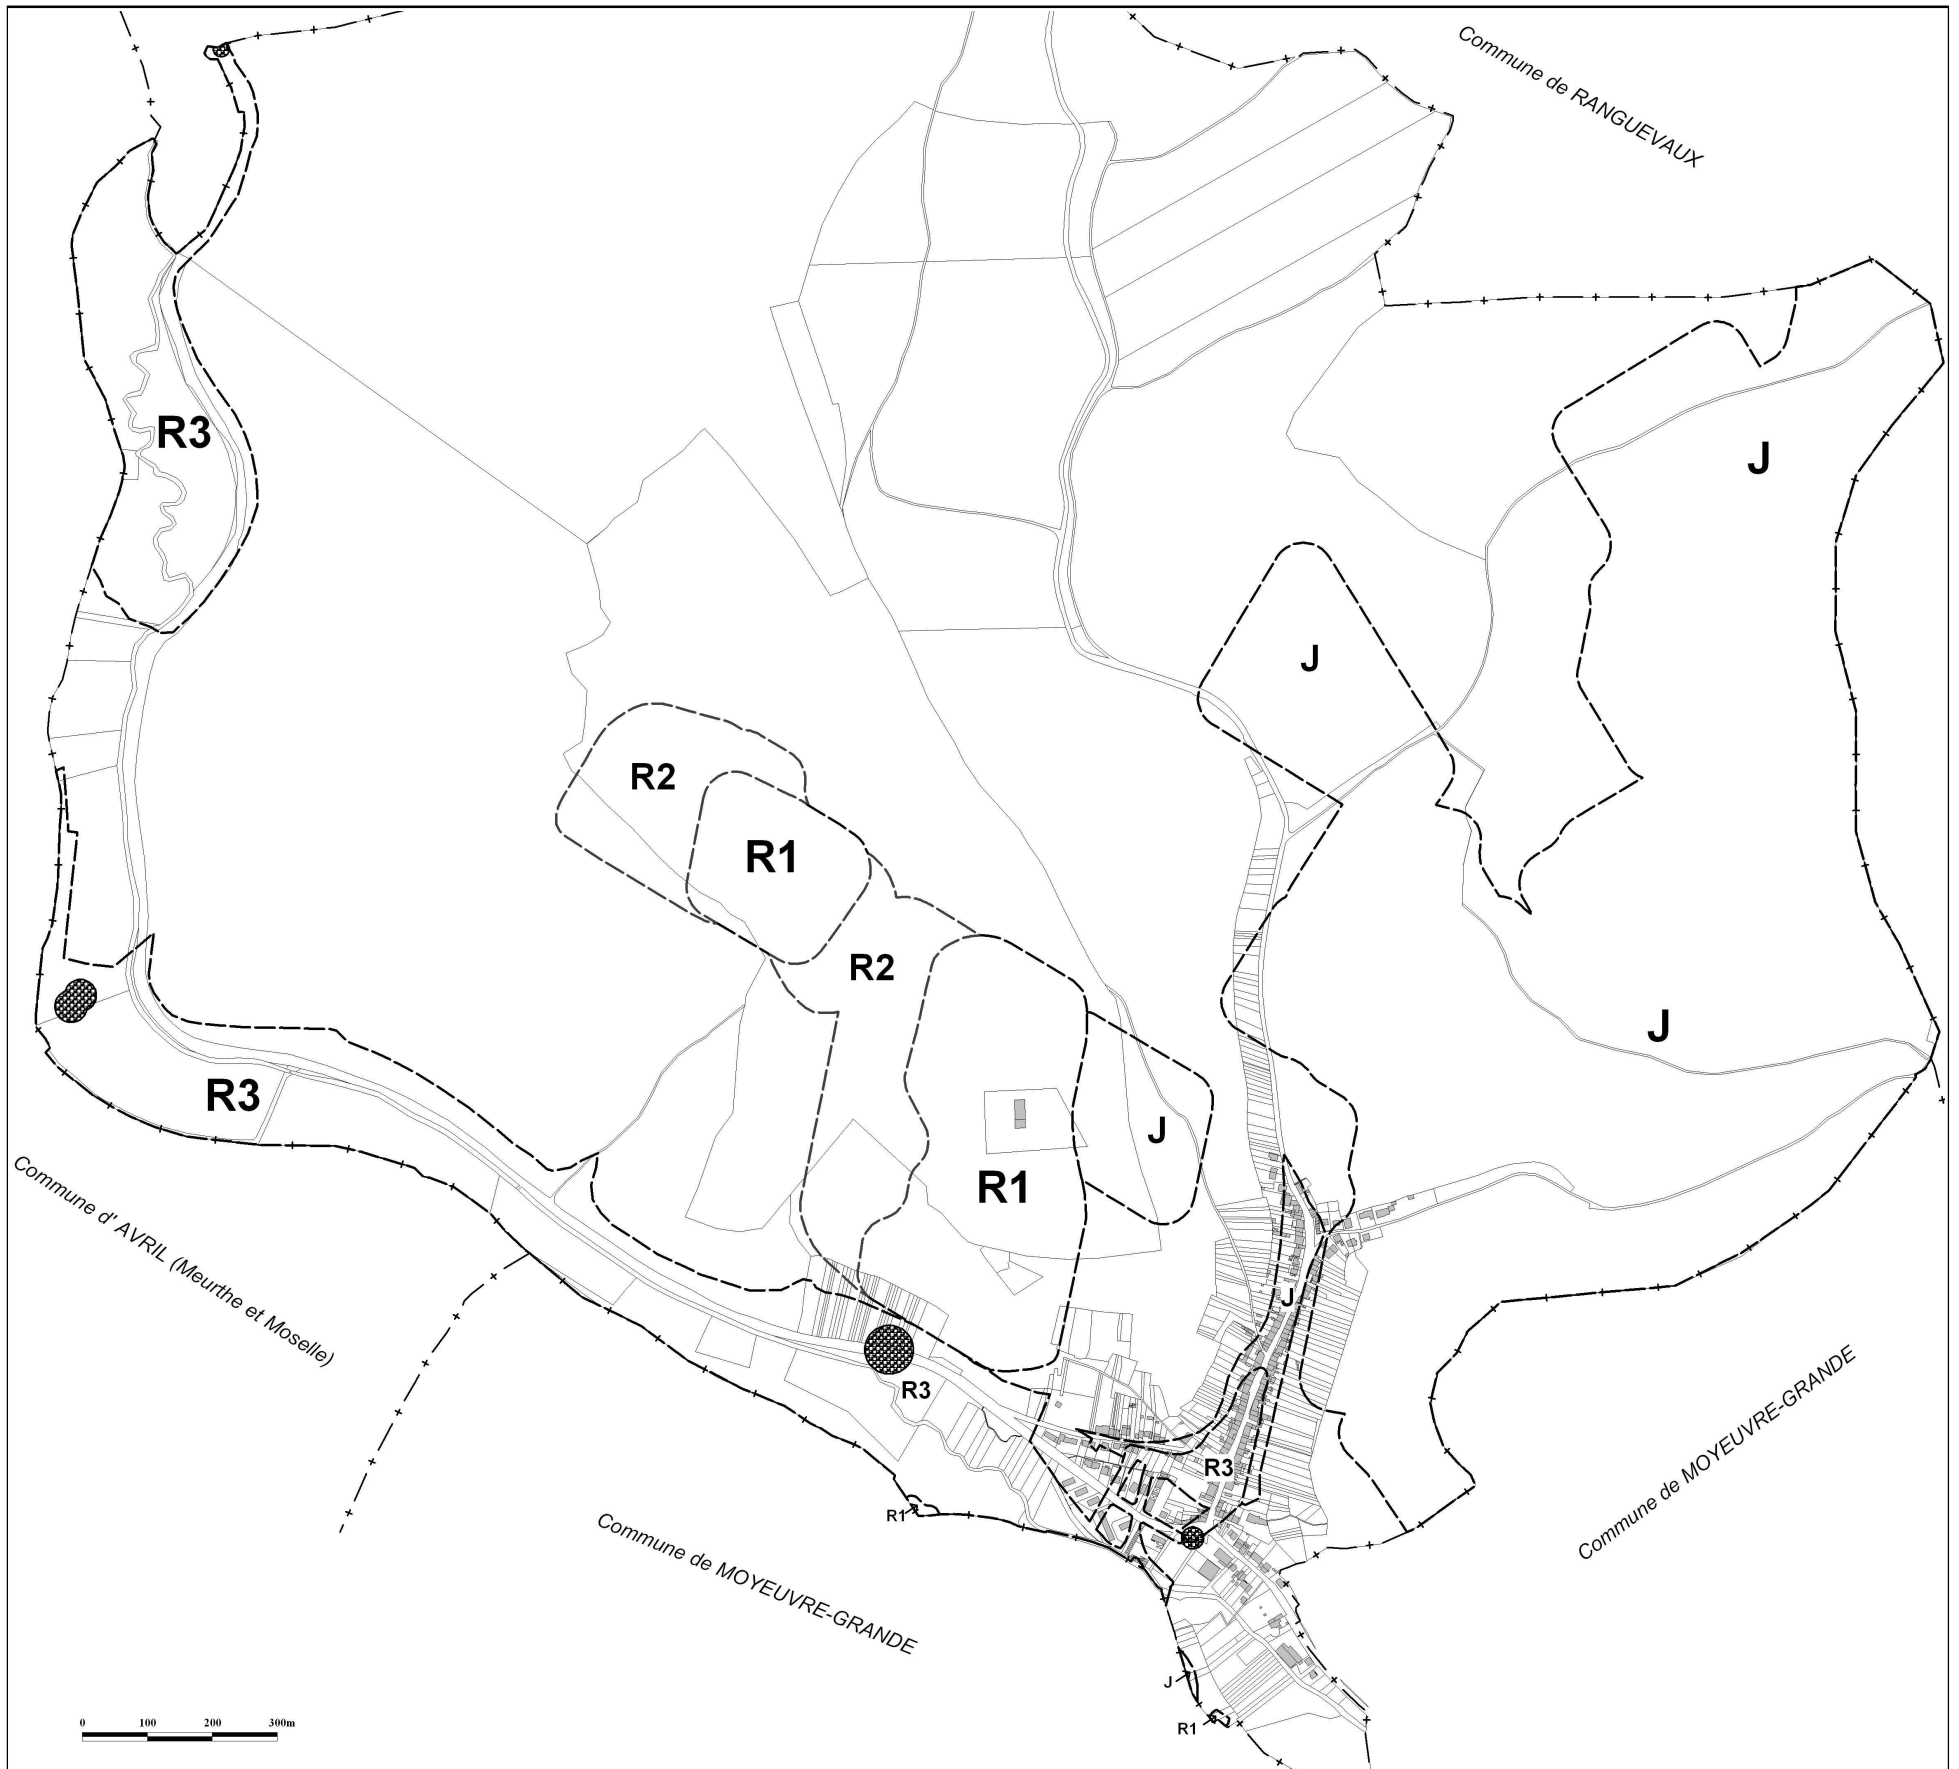 Commune de RANGUEVAUX
R3
J
J
R2
R1
R2
J
R3
J
R1
J
R3
R3
R1
Commune d' AVRIL (Meurthe et Moselle)
Commune de MOYEUVRE-GRANDE
Commune de MOYEUVRE-GRANDE
J
R1
0 100 200 300m